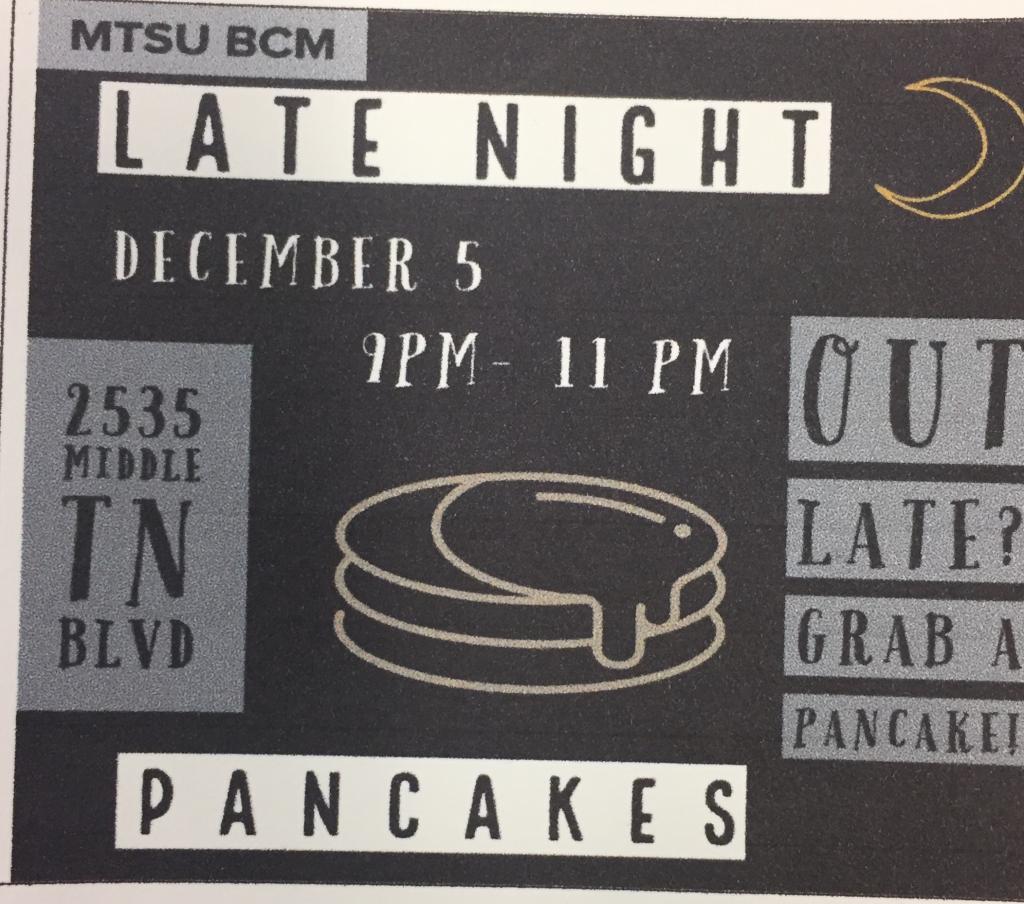 MTSU BCM
LATE NIGHT
DECEMBER 5
9PM- 11 PM
2535
MIDDLE
TN
BLVD
OUT
LATE?
GRAB A
PANCAKE!
PANCAKES